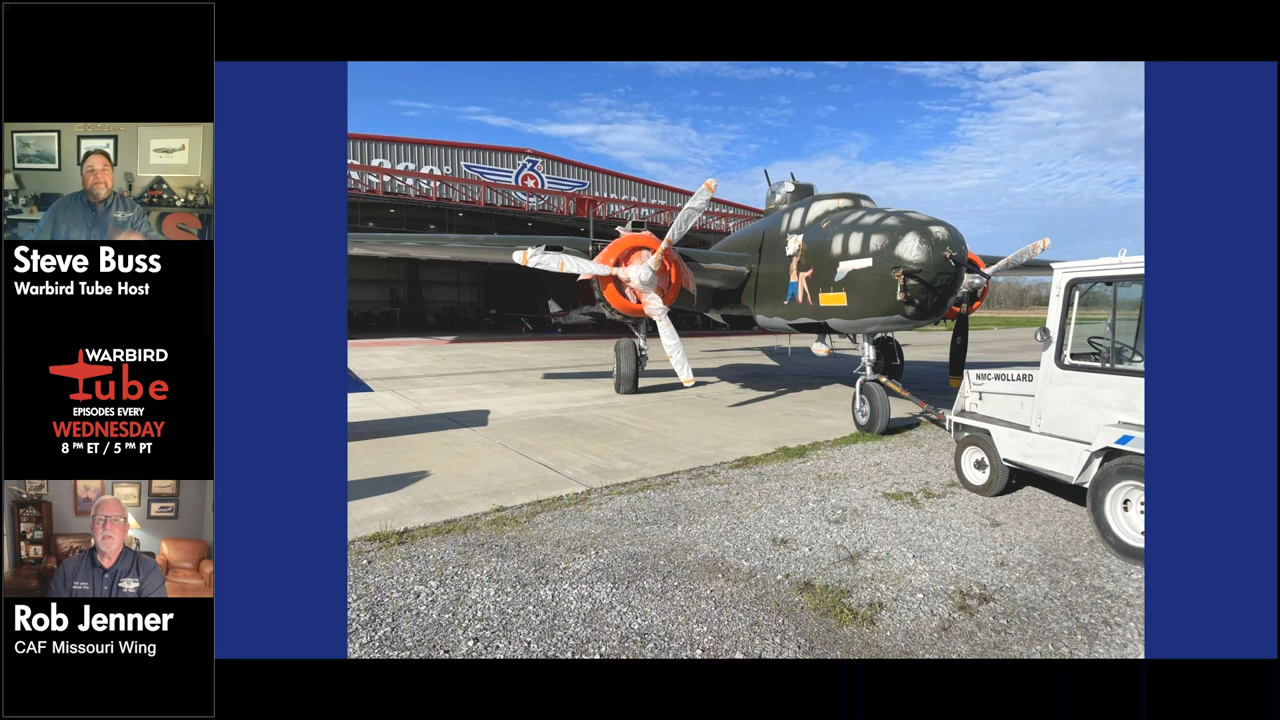 Steve Buss
Warbird Tube Host
WARBIRD
Tube
EPISODES EVERY
WEDNESDAY
8 PM ET / 5 PM PT
Rob Jenner
CAF Missouri Wing
NMC-WOLLARD